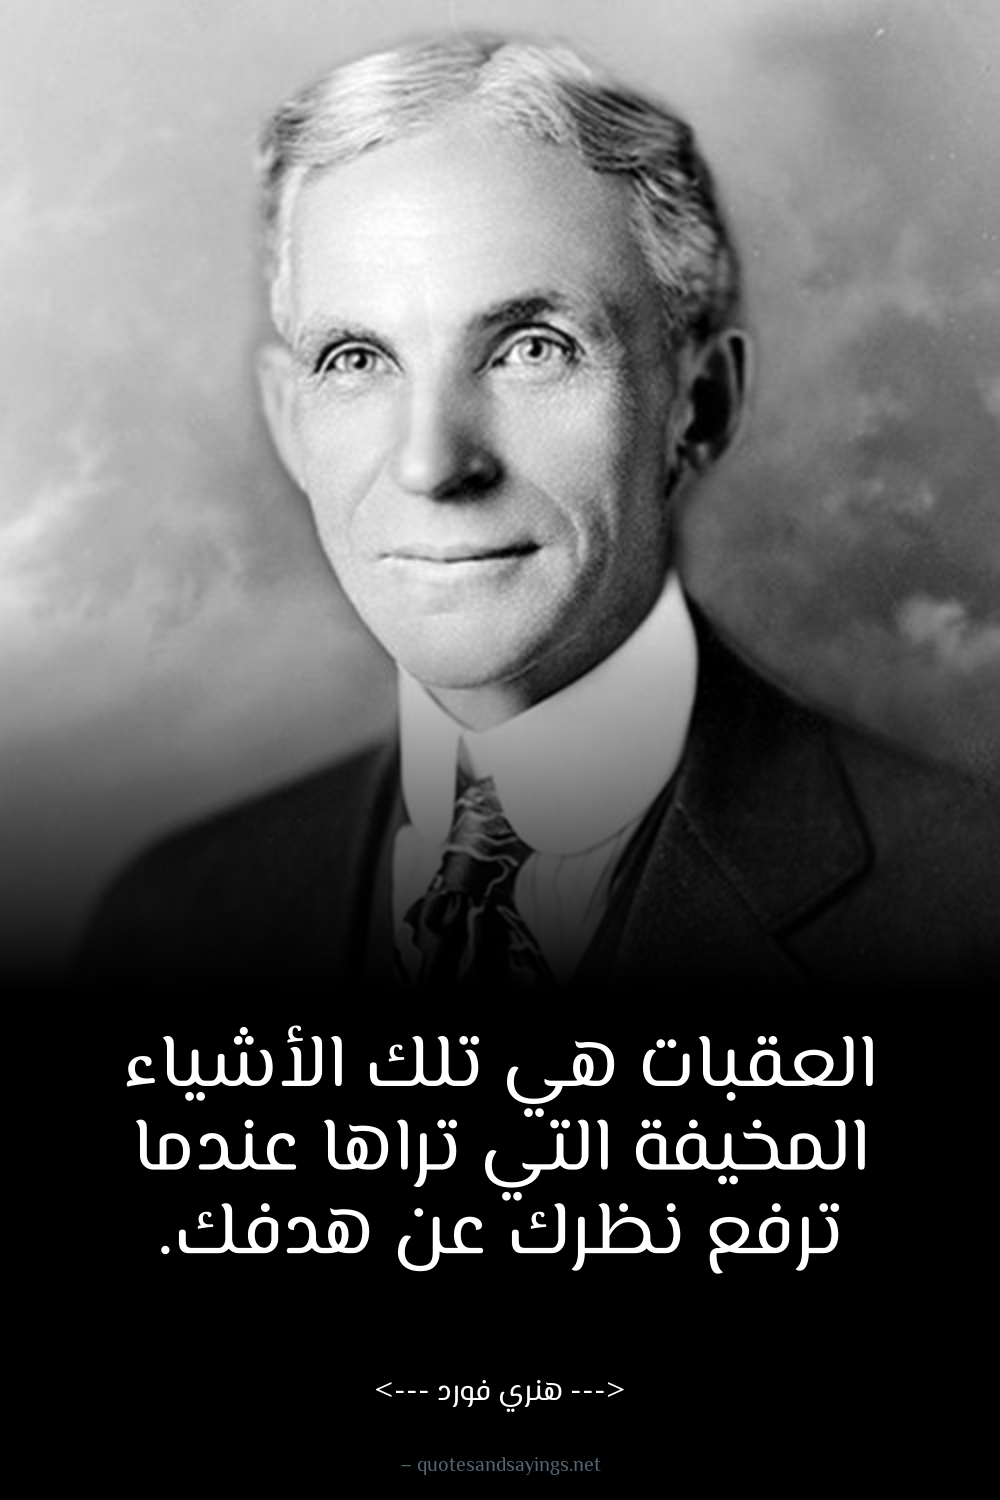 العقبات هي تلك الأشياء
المخيفة التي تراها عندما
ترفع نظرك عن هدفك.
<--- هنري فورد --->
– quotesandsayings.net